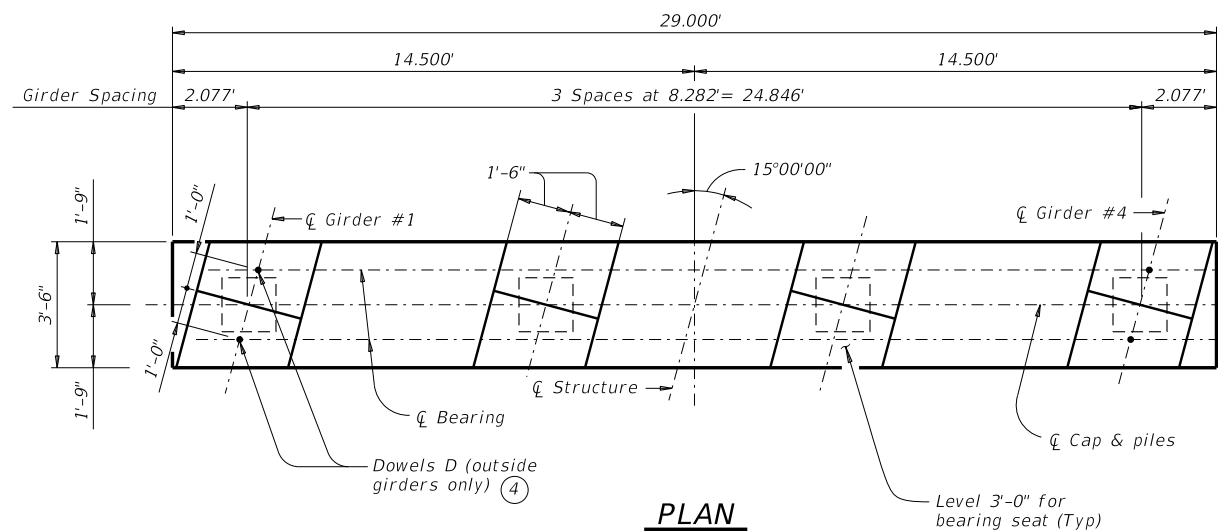 29.000'
14.500'
14.500'
Girder Spacing
2.077'
3 Spaces at 8.282'= 24.846'
2.077'
1'-6"
15°00'00"
1'-0"
1'-9"
℄ Girder #1
℄ Girder #4
3'-6"
1'-0"
1'-9"
℄ Structure
℄ Bearing
℄ Cap & piles
Dowels D (outside
girders only) 4
Level 3'-0" for
bearing seat (Typ)
PLAN